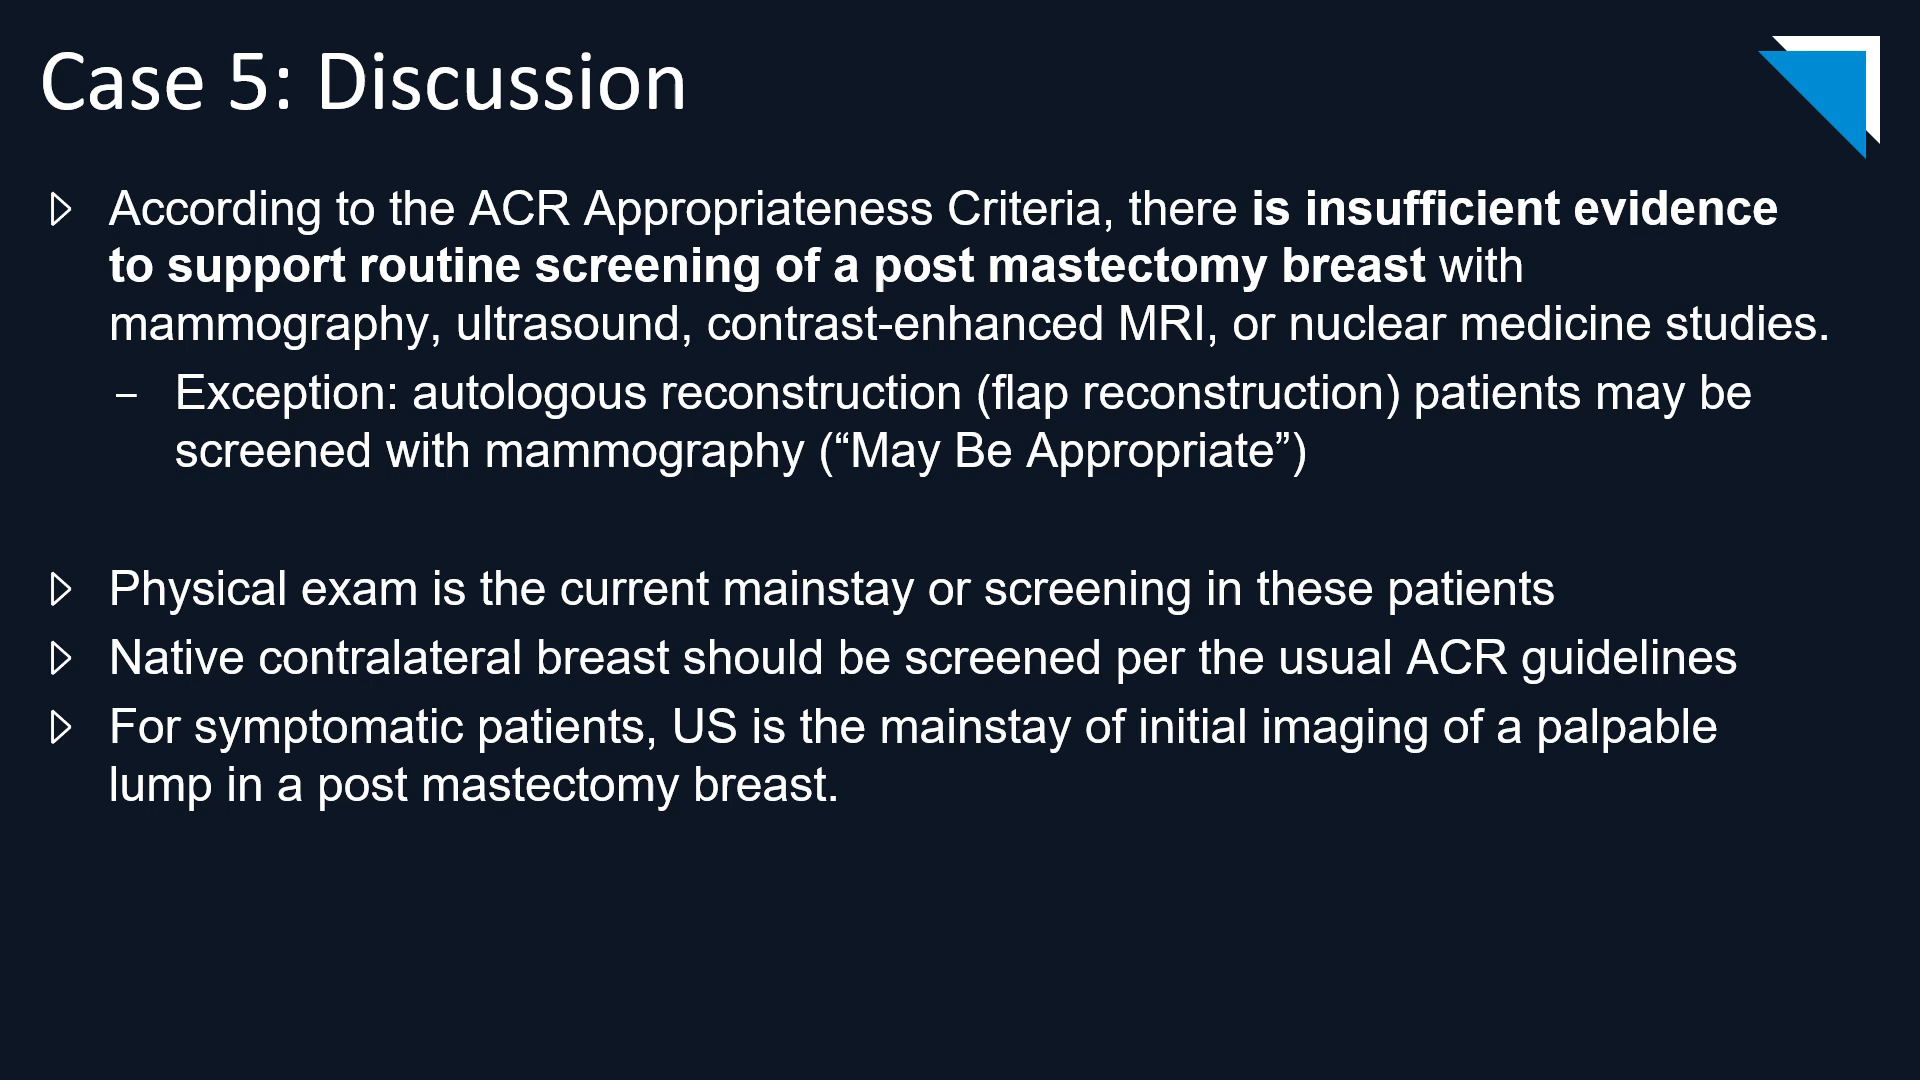 Case 5: Discussion
According to the ACR Appropriateness Criteria, there is insufficient evidence
to support routine screening of a post mastectomy breast with
mammography, ultrasound, contrast-enhanced MRI, or nuclear medicine studies.
– Exception: autologous reconstruction (flap reconstruction) patients may be
screened with mammography (“May Be Appropriate”)
Physical exam is the current mainstay or screening in these patients
Native contralateral breast should be screened per the usual ACR guidelines
For symptomatic patients, US is the mainstay of initial imaging of a palpable
lump in a post mastectomy breast.